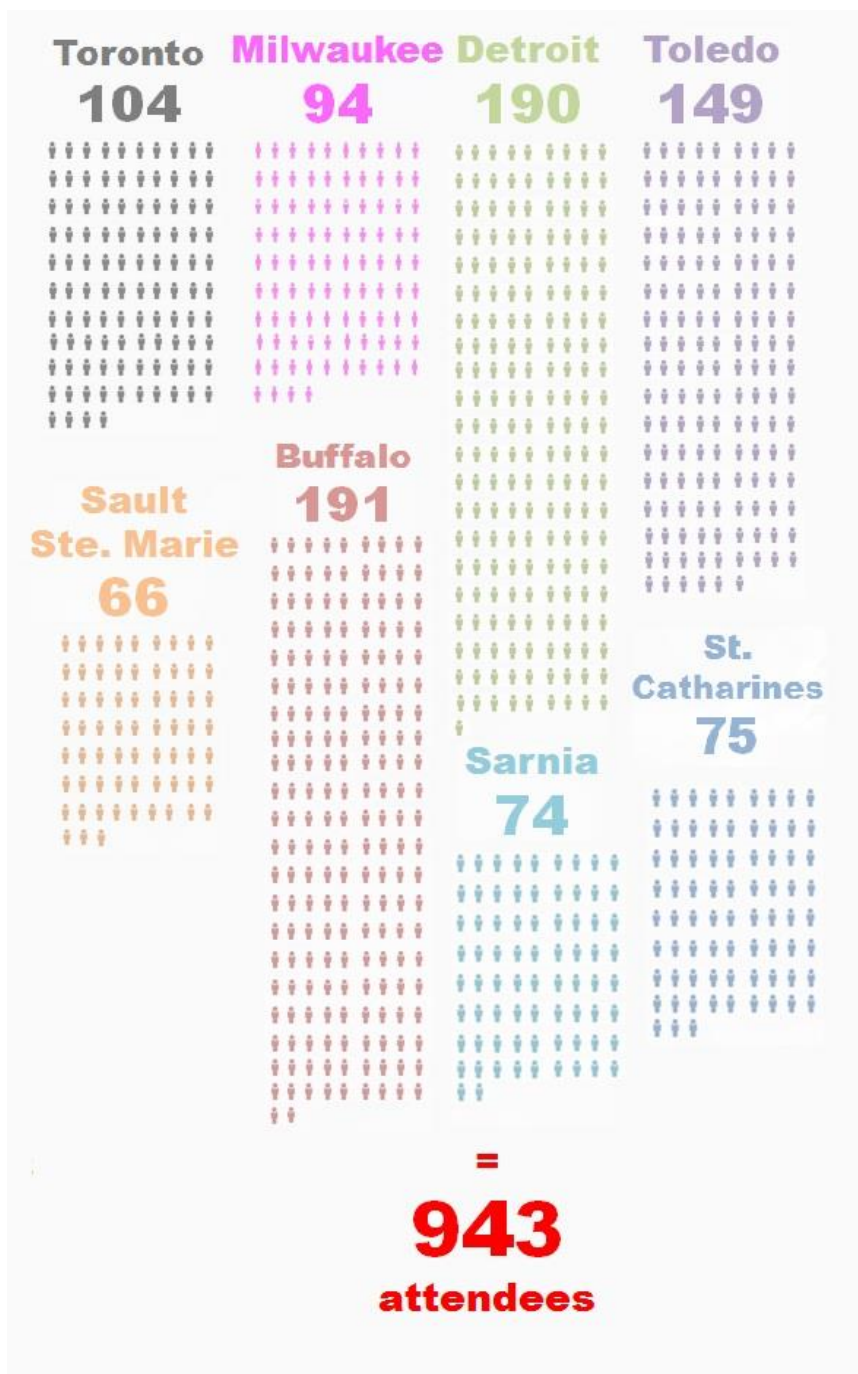 Toronto
104
Milwaukee
94
Detroit
190
Toledo
149
Sault
Ste. Marie
66
Buffalo
191
Sarnia
74
St.
Catharines
75
=
943
attendees